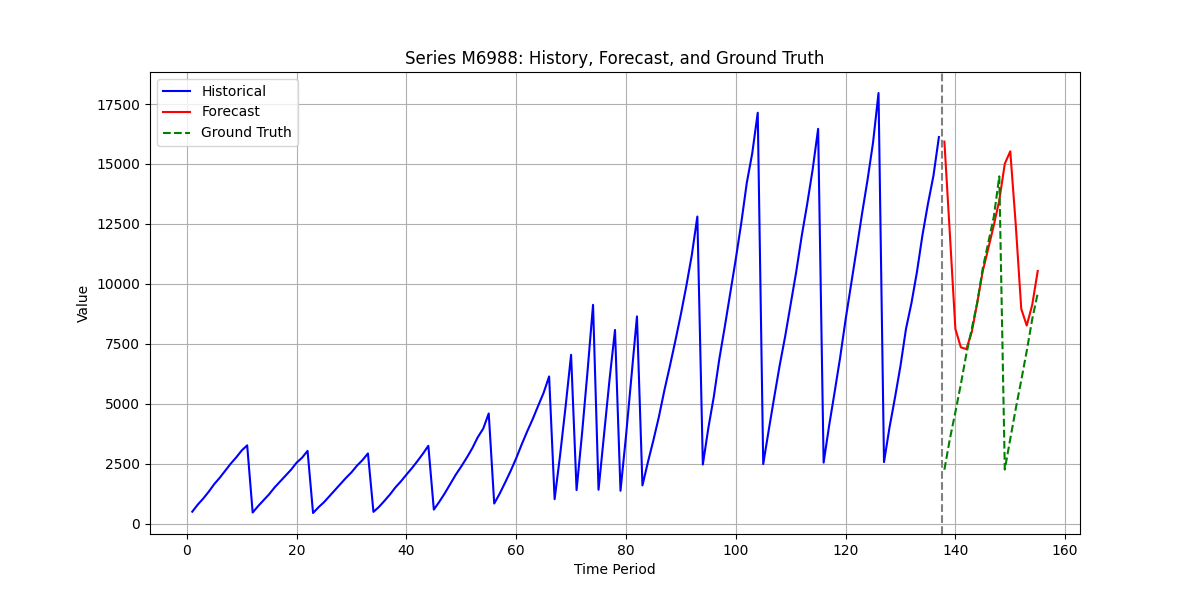 Series M6988: History, Forecast, and Ground Truth
Historical
Forecast
Ground Truth
17500
15000
12500
10000
7500
5000
2500
0
Value
0 20 40 60 80 100 120 140 160
Time Period